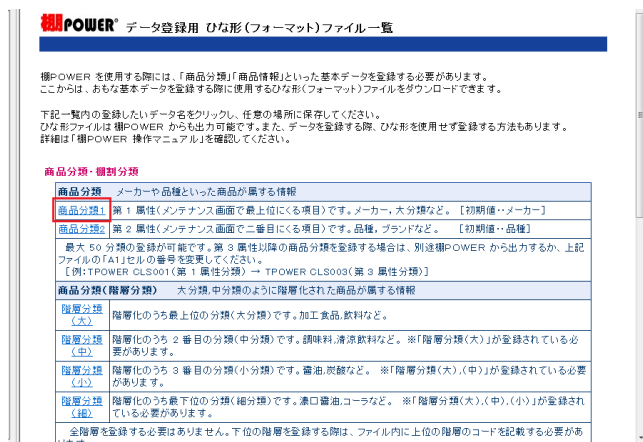 棚POWER® データ登録用 ひな形(フォーマット)ファイル一覧
棚POWER を使用する際には、「商品分類」「商品情報」といった基本データを登録する必要があります。
ここからは、おもな基本データを登録する際に使用するひな形(フォーマット)ファイルをダウンロードできます。
下記一覧内の登録したいデータ名をクリックし、任意の場所に保存してください。
ひな形ファイルは棚POWER からも出力可能です。また、データを登録する際、ひな形を使用せず登録する方法もあります。
詳細は「棚POWER 操作マニュアル」を確認してください。
商品分類・棚割分類
商品分類 メーカーや品種といった商品が属する情報
商品分類1 第 1 属性(メンテナンス画面で最上位にくる項目)です。メーカー,大分類など。 [初期値・・メーカー]
商品分類2 第 2 属性(メンテナンス画面で二番目にくる項目)です。品種,ブランドなど。 [初期値・・品種]
最大 50 分類の登録が可能です。第 3 属性以降の商品分類を登録する場合は、別途棚POWER から出力するか、上記
ファイルの「A1」セルの番号を変更してください。
[例:TPOWER CLS001(第 1 属性分類) → TPOWER CLS003(第 3 属性分類)]
商品分類(階層分類) 大分類,中分類のように階層化された商品が属する情報
階層分類
(大)
階層化のうち最上位の分類(大分類)です。加工食品,飲料など。
階層分類
(中)
階層化のうち 2 番目の分類(中分類)です。調味料,清涼飲料など。 ※「階層分類(大)」が登録されている必
要があります。
階層分類
(小)
階層化のうち 3 番目の分類(小分類)です。醤油,炭酸など。 ※「階層分類(大),(中)」が登録されている必要
があります。
階層分類
(細)
階層化のうち最下位の分類(細分類)です。濃口醤油,コーラなど。 ※「階層分類(大),(中),(小)」が登録され
ている必要があります。
全階層を登録する必要はありません。下位の階層を登録する際は、ファイル内に上位の階層のコードを記載する必要があ